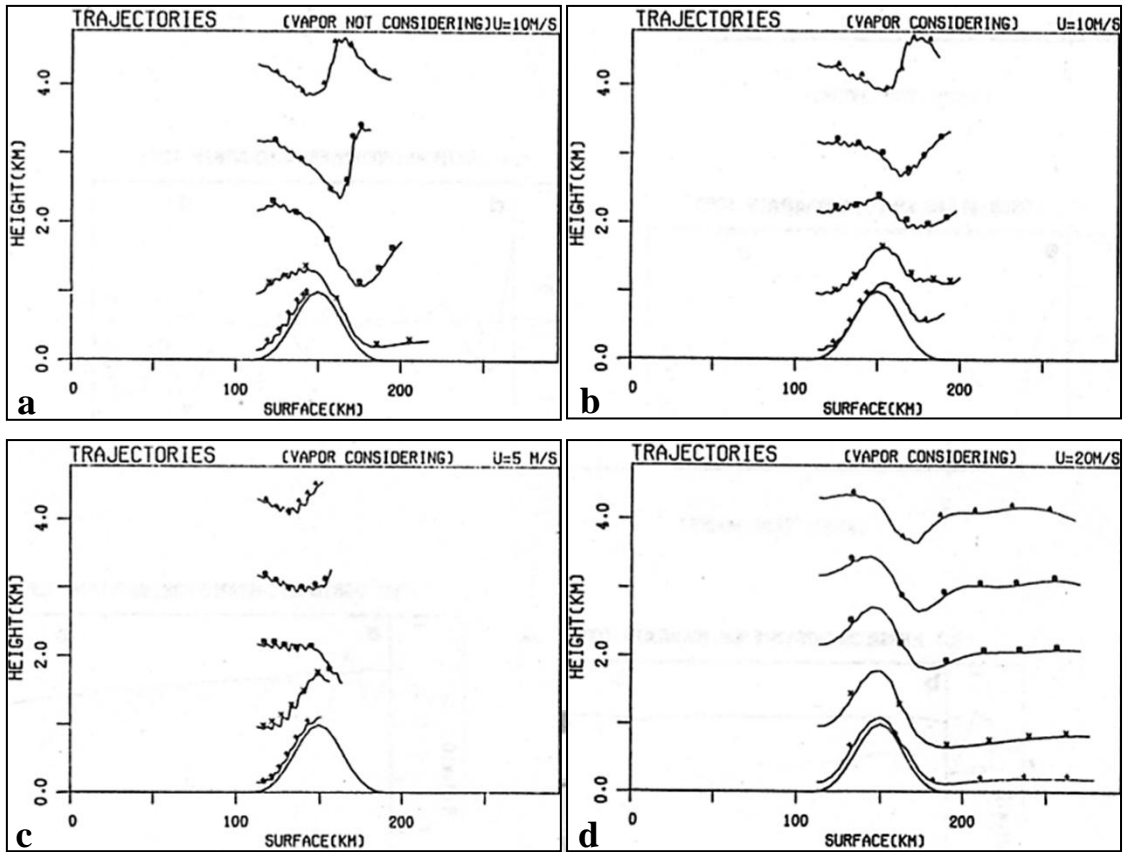 TRAJECTORIES (VAPOR NOT CONSIDERING) U=10M/S
HEIGHT(KM)
4.0
2.0
0.0
0 100 200
SURFACE(KM)
a
TRAJECTORIES (VAPOR CONSIDERING) U=10M/S
HEIGHT(KM)
4.0
2.0
0.0
0 100 200
SURFACE(KM)
b
TRAJECTORIES (VAPOR CONSIDERING) U=5 M/S
HEIGHT(KM)
4.0
2.0
0.0
0 100 200
SURFACE(KM)
c
TRAJECTORIES (VAPOR CONSIDERING) U=20M/S
HEIGHT(KM)
4.0
2.0
0.0
0 100 200
SURFACE(KM)
d